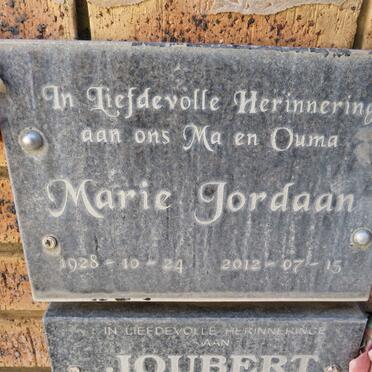 In Liefdevolle Herinnering
aan ons Ma en Ouma
Marie Jordaan
1928 - 10 - 24 2012 - 07 - 15
IN LIEFDEVOLLE HERINNERINGE
AAN
JOUBERT